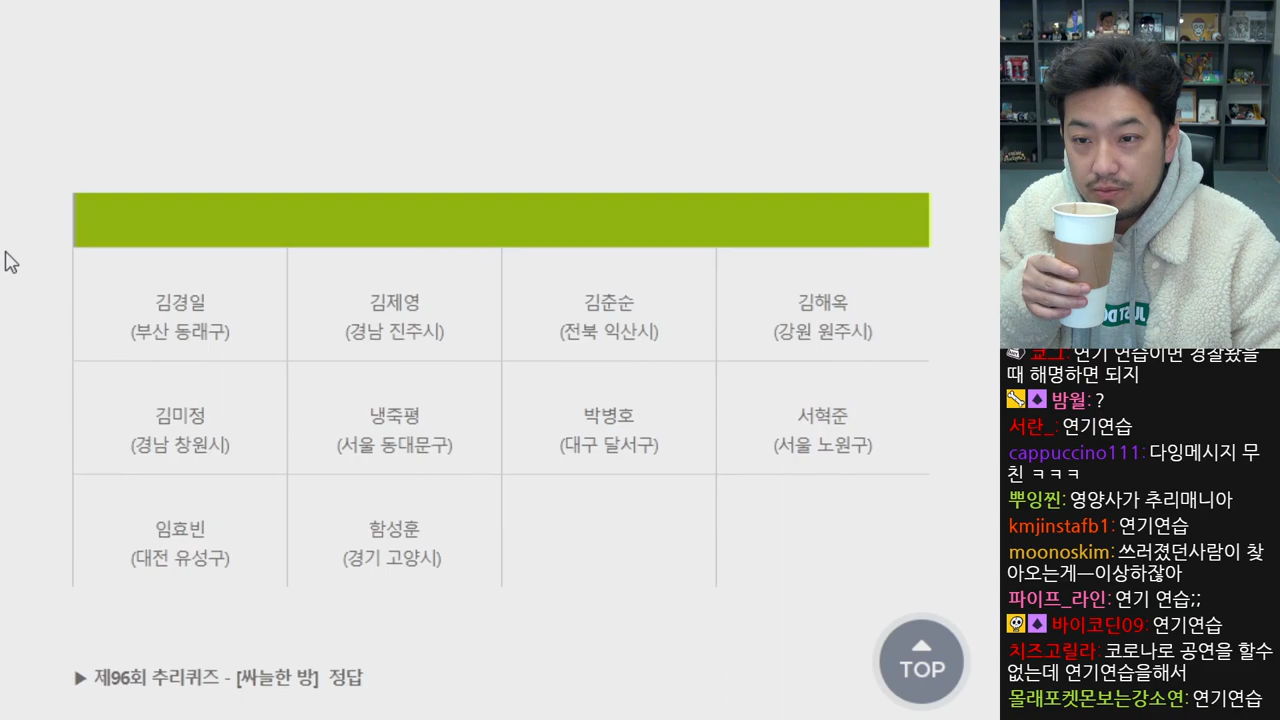 김경일
(부산 동래구)
김제영
(경남 진주시)
김춘순
(전북 익산시)
김해옥
(강원 원주시)
김미정
(경남 창원시)
냉죽평
(서울 동대문구)
박병호
(대구 달서구)
서혁준
(서울 노원구)
임효빈
(대전 유성구)
함성훈
(경기 고양시)
▶ 제96회 추리퀴즈 - [싸늘한 방] 정답
TOP
쿄그: 연기 연습이면 경찰왔을
때 해명하면 되지
밤월: ?
서란_: 연기연습
cappuccino111: 다잉메시지 무
친 ㅋㅋㅋ
뿌잉찐: 영양사가 추리매니아
kmjinstafb1: 연기연습
moonoskim: 쓰러졌던사람이 찾
아오는게—이상하잖아
파이프_라인: 연기 연습;;
바이코딘09: 연기연습
치즈고릴라: 코로나로 공연을 할수
없는데 연기연습을해서
몰래포켓몬보는강소연: 연기연습